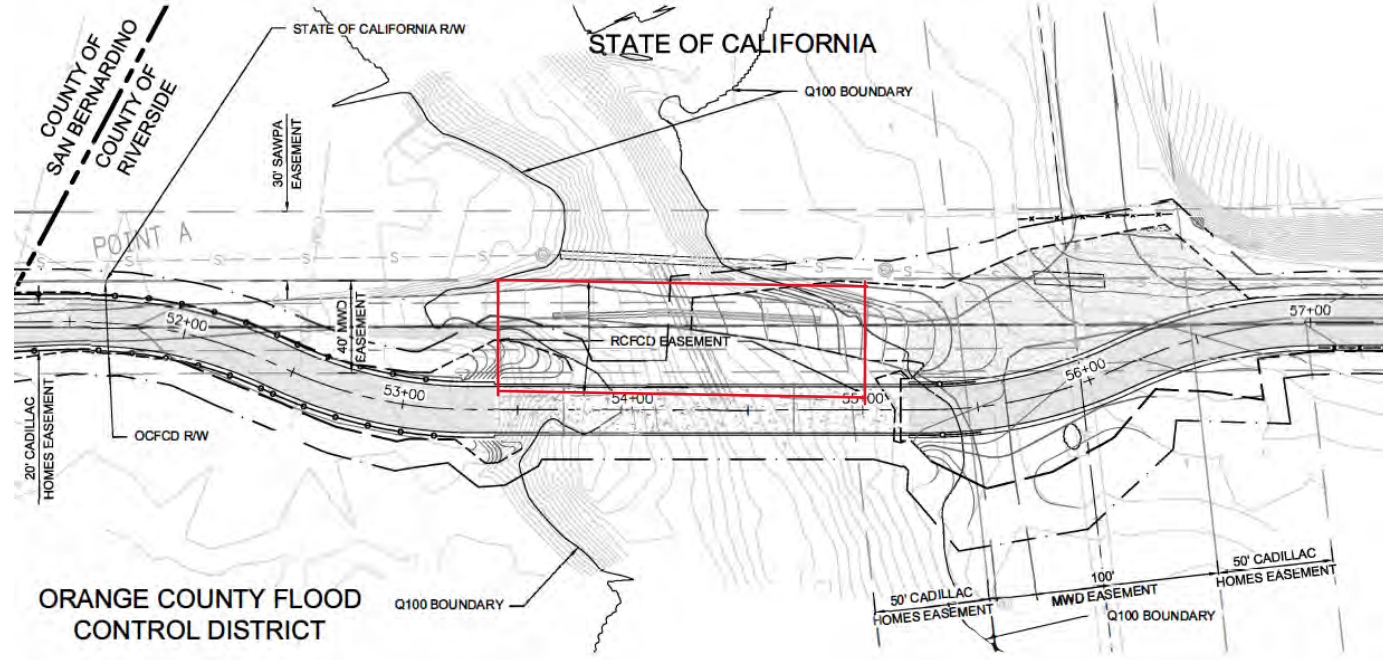 COUNTY OF
SAN BERNARDINO
COUNTY OF
RIVERSIDE
STATE OF CALIFORNIA R/W
STATE OF CALIFORNIA
Q100 BOUNDARY
30' SAWPA
EASEMENT
POINT A
S S S S S S S S S S
52+00
40' MWD
EASEMENT
RCFCD EASEMENT
57+00
56+00
53+00
54+00
55+00
20' CADILLAC
HOMES EASEMENT
OCFCD R/W
ORANGE COUNTY FLOOD
CONTROL DISTRICT
Q100 BOUNDARY
50' CADILLAC
HOMES EASEMENT
100'
MWD EASEMENT
50' CADILLAC
HOMES EASEMENT
Q100 BOUNDARY